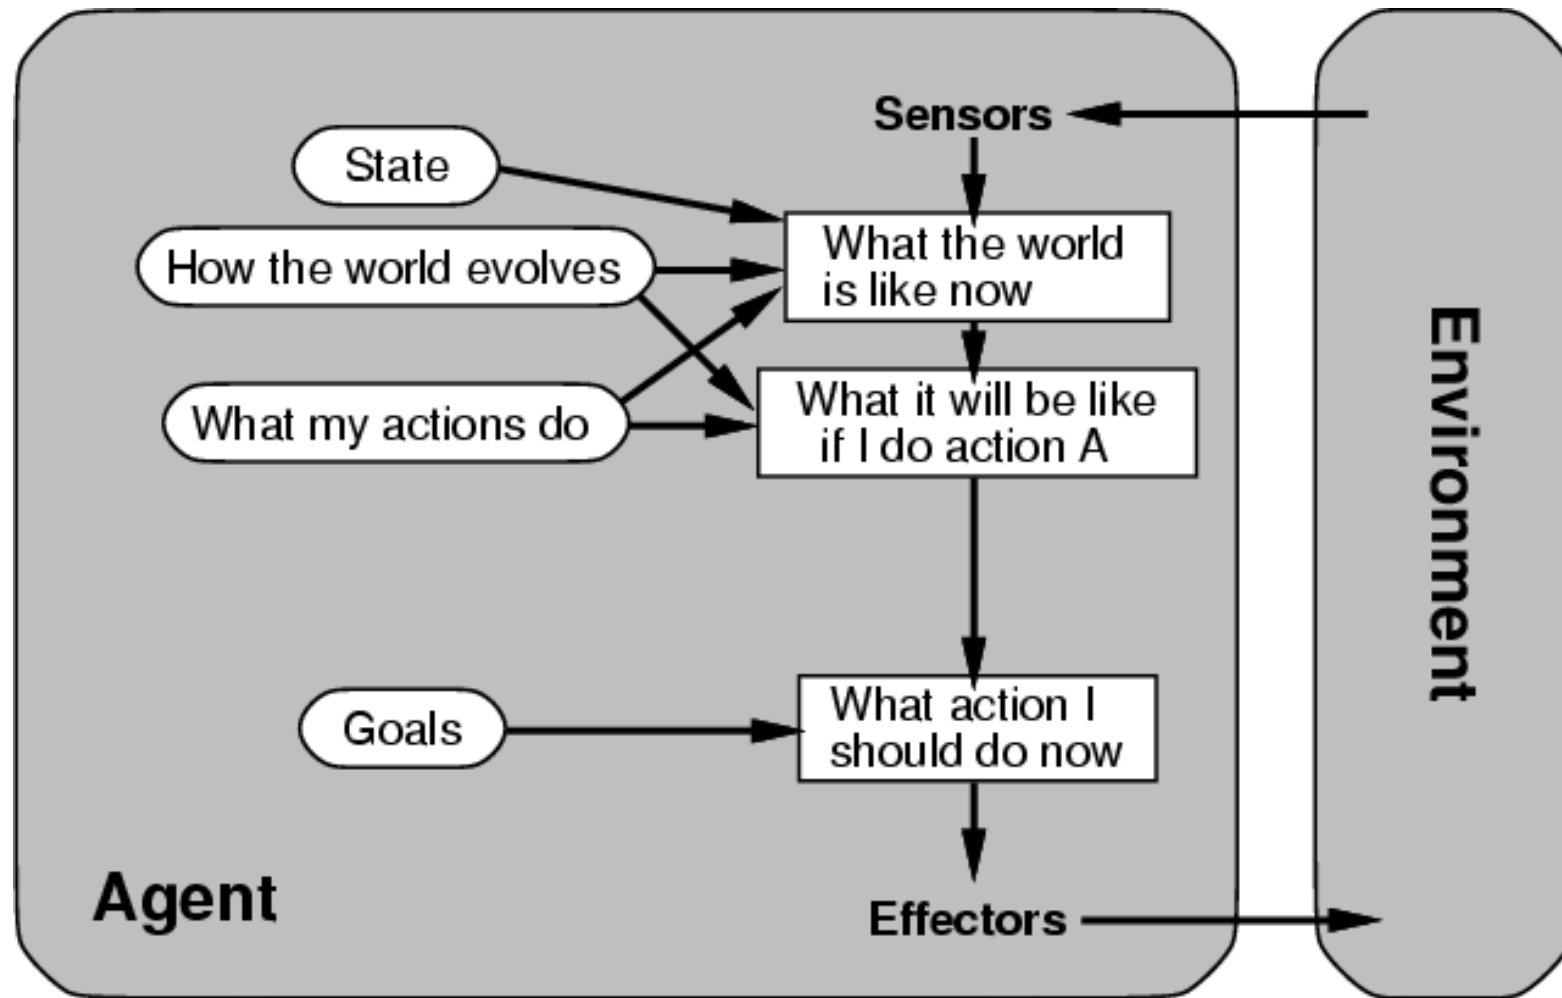 Sensors
State
How the world evolves
What the world
is like now
What my actions do
What it will be like
if I do action A
Environment
Goals
What action I
should do now
Agent
Effectors